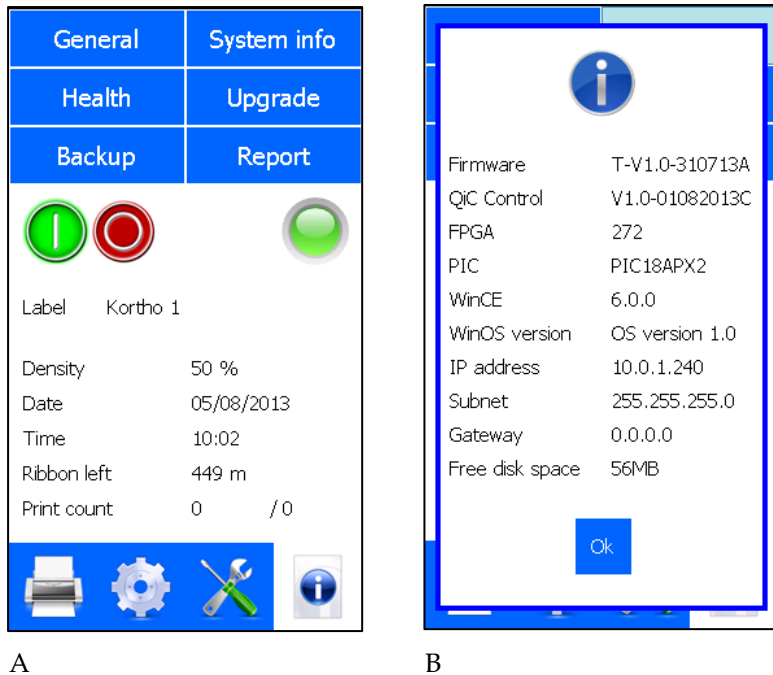 General System info
Health Upgrade
Backup Report
Label Kortho 1
Density 50 %
Date 05/08/2013
Time 10:02
Ribbon left 449 m
Print count 0 / 0
A
Firmware T-V1.0-310713A
QiC Control V1.0-01082013C
FPGA 272
PIC PIC18APX2
WinCE 6.0.0
WinOS version OS version 1.0
IP address 10.0.1.240
Subnet 255.255.255.0
Gateway 0.0.0.0
Free disk space 56MB
Ok
B